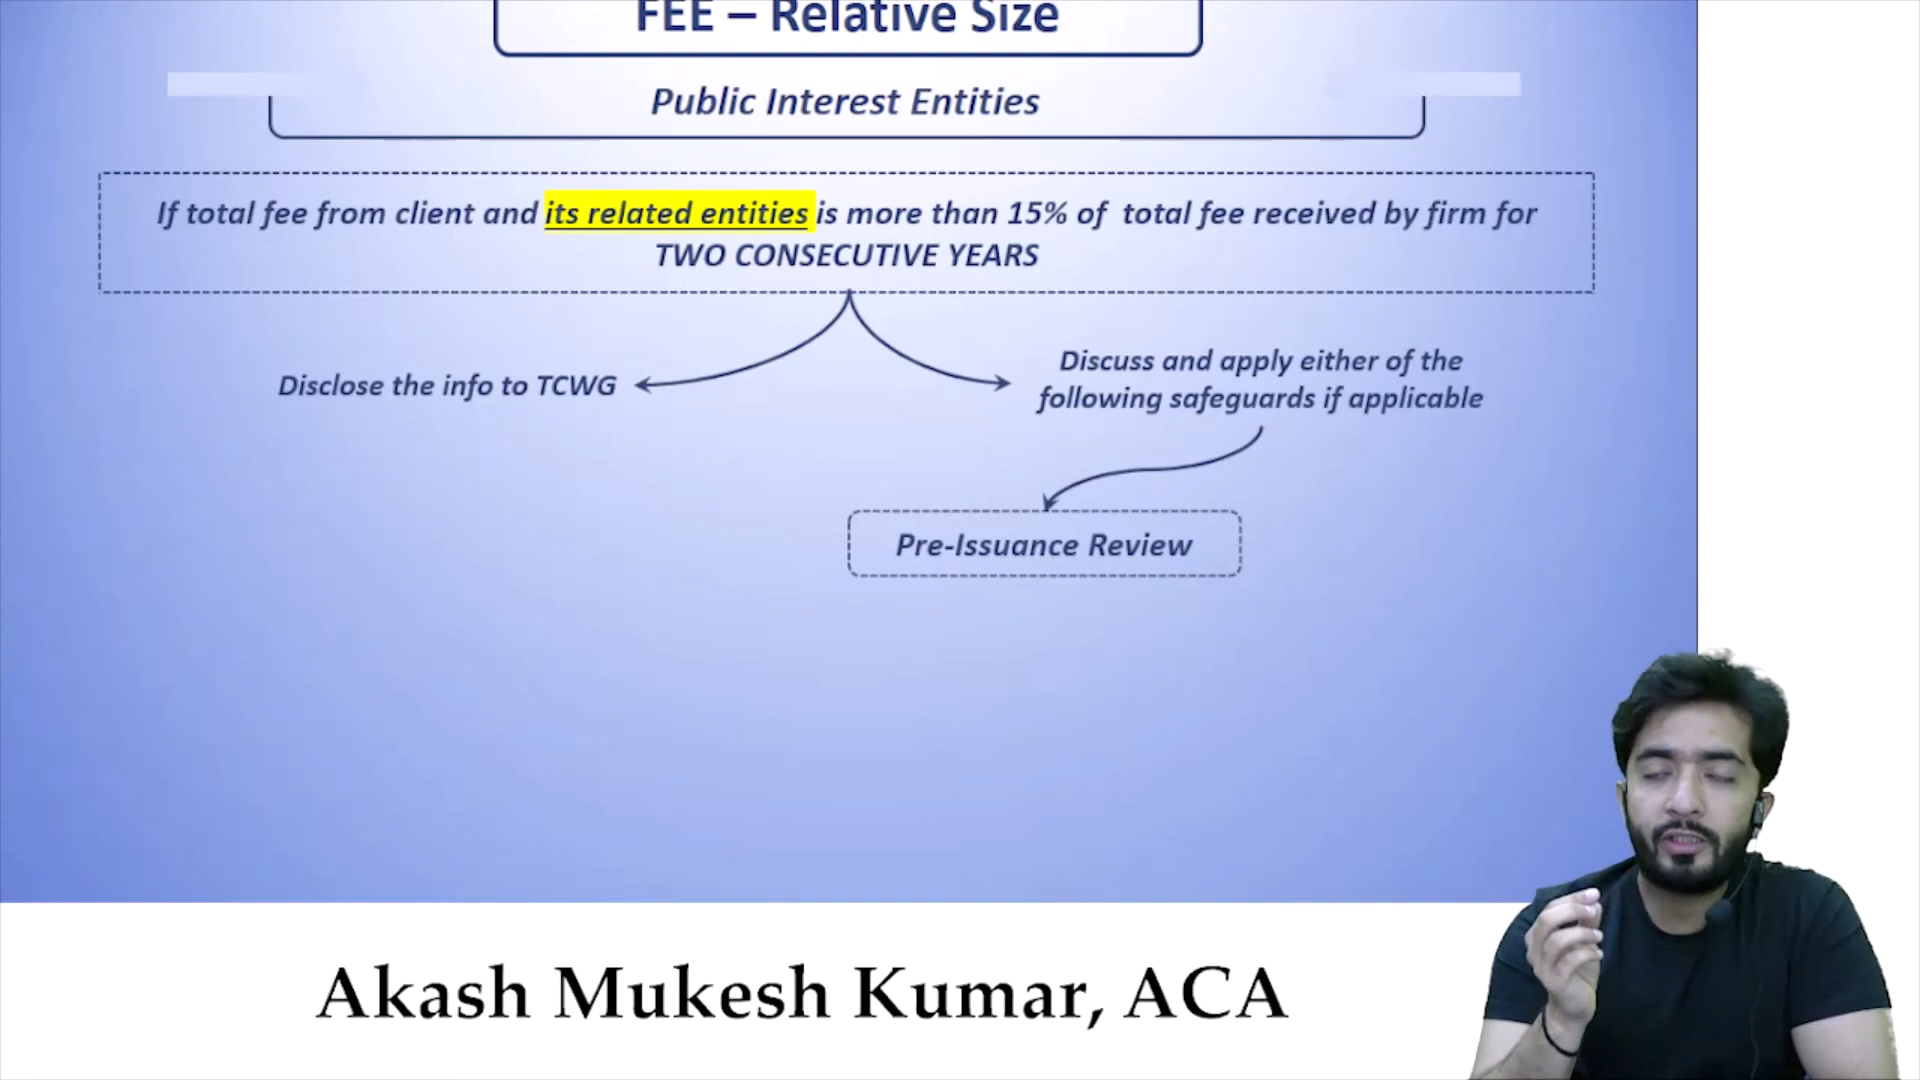 FEE – Relative Size
Public Interest Entities
If total fee from client and its related entities is more than 15% of total fee received by firm for
TWO CONSECUTIVE YEARS
Disclose the info to TCWG
Discuss and apply either of the
following safeguards if applicable
Pre-Issuance Review
Akash Mukesh Kumar, ACA